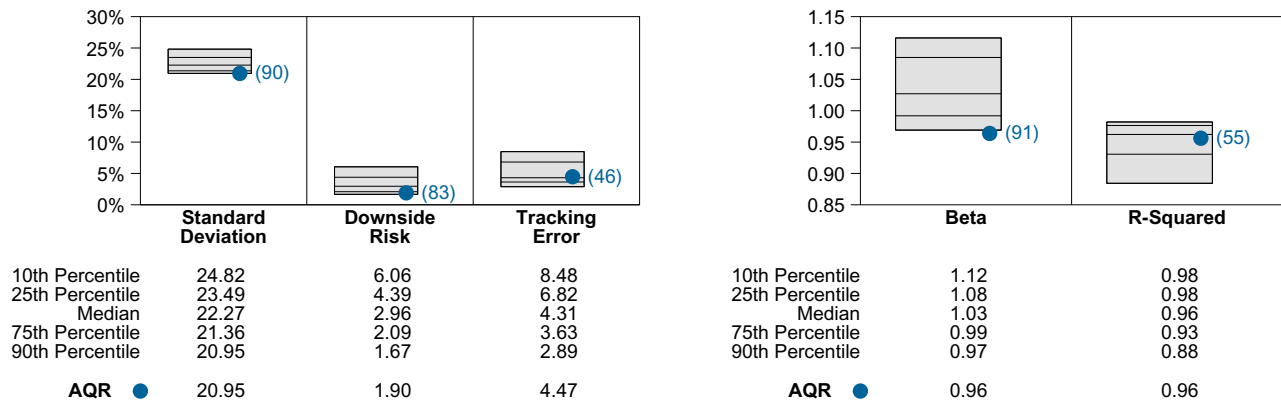 30%
25%
20%
15%
10%
5%
0%
(90)
(83)
(46)
Standard Deviation
Downside Risk
Tracking Error
10th Percentile 24.82 6.06 8.48
25th Percentile 23.49 4.39 6.82
Median 22.27 2.96 4.31
75th Percentile 21.36 2.09 3.63
90th Percentile 20.95 1.67 2.89
AQR 20.95 1.90 4.47
1.15
1.10
1.05
1.00
0.95
0.90
0.85
(91)
(55)
Beta
R-Squared
10th Percentile 1.12 0.98
25th Percentile 1.08 0.98
Median 1.03 0.96
75th Percentile 0.99 0.93
90th Percentile 0.97 0.88
AQR 0.96 0.96